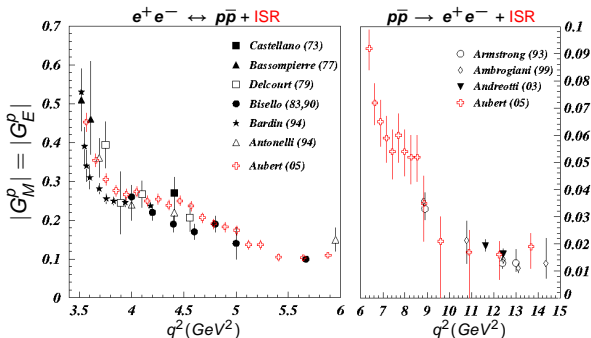 e⁺e⁻ ↔ pp̅ + ISR
pp̅ → e⁺e⁻ + ISR
|G_M^p| = |G_E^p|
0.7
0.6
0.5
0.4
0.3
0.2
0.1
0
3.5 4 4.5 5 5.5 6
q² (GeV²)
Castellano (73)
Bassompierre (77)
Delcourt (79)
Bisello (83,90)
Bardin (94)
Antonelli (94)
Aubert (05)
Armstrong (93)
Ambrogiani (99)
Andreotti (03)
Aubert (05)
0.1
0.09
0.08
0.07
0.06
0.05
0.04
0.03
0.02
0.01
0
6 7 8 9 10 11 12 13 14 15
q² (GeV²)